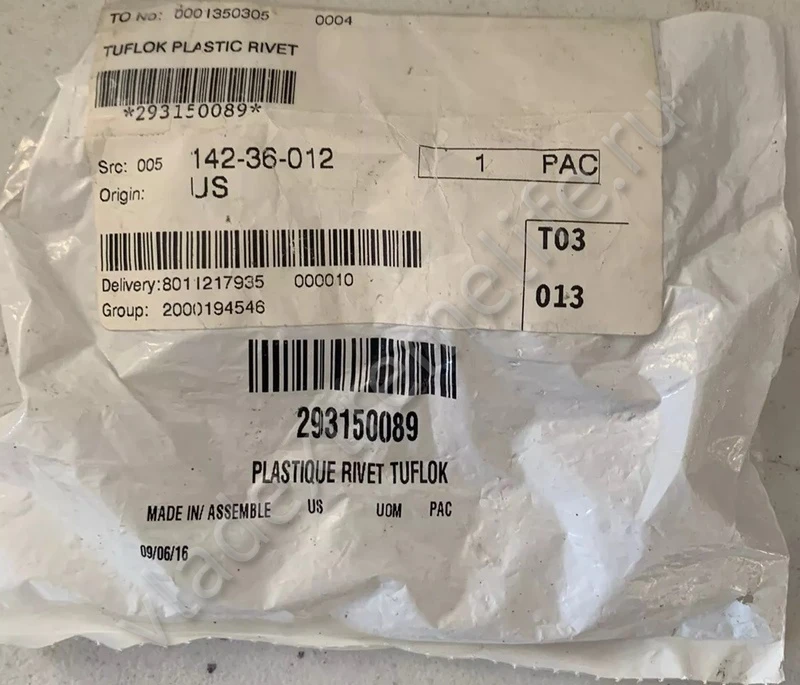 TO No: 0001350305 0004
TUFLOK PLASTIC RIVET
*293150089*
Src: 005 142-36-012 1 PAC
Origin: US
T03
Delivery:8011217935 000010
013
Group: 2000194546
293150089
PLASTIQUE RIVET TUFLOK
MADE IN/ ASSEMBLE US UOM PAC
09/06/16